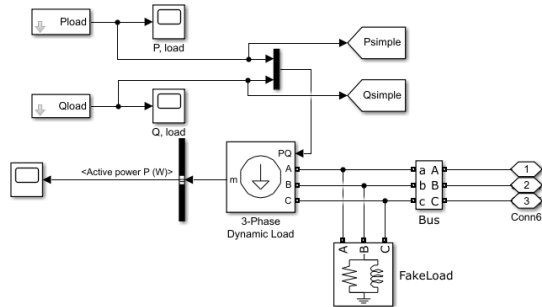 Pload
P, load
Psimple
Qload
Q, load
Qsimple
<Active power P (W)>
m
PQ
A
B
C
3-Phase
Dynamic Load
a A
b B
c C
Bus
1
2
3
Conn6
A B C
FakeLoad